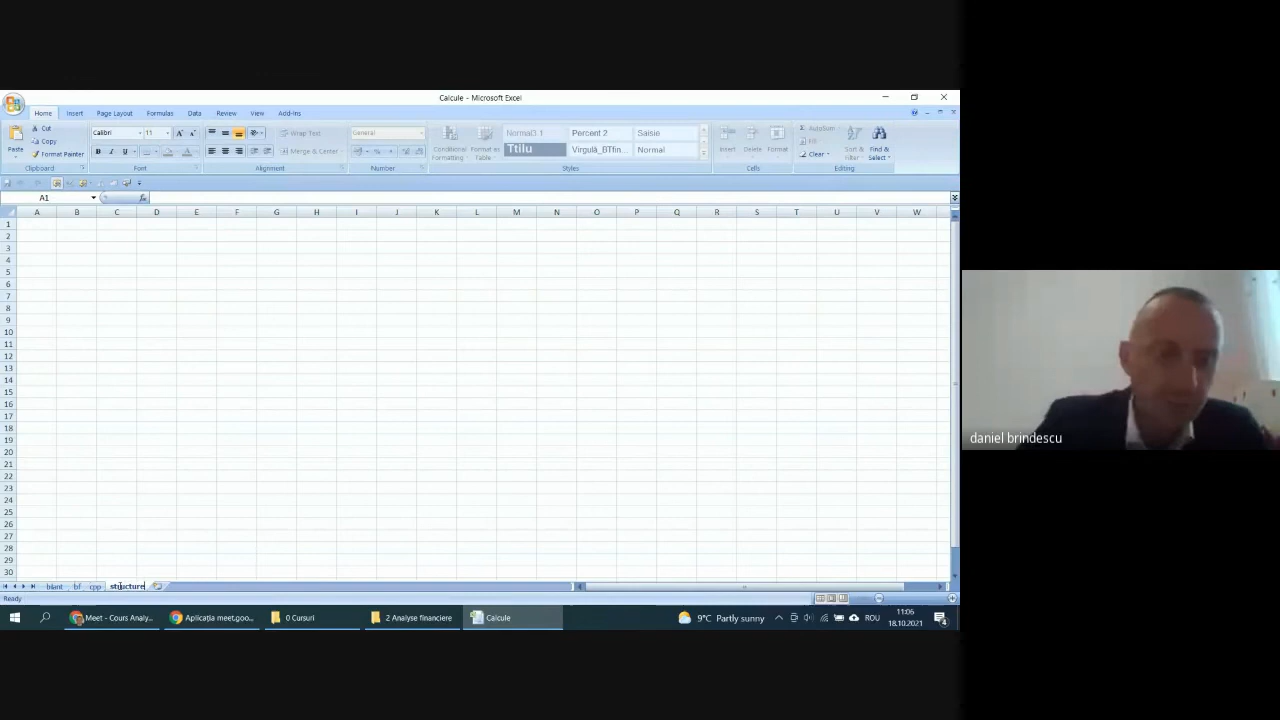 Calcule - Microsoft Excel
Home Insert Page Layout Formulas Data Review View Add-Ins
Paste
Cut
Copy
Format Painter
Clipboard
Calibri 11
B I U
Font
Wrap Text
Merge & Center
Alignment
General
Number
Conditional Formatting
Format as Table
Normal3.1 Percent 2 Saisie
Ttilu Virgulă_BTfin... Normal
Styles
Insert Delete Format
Cells
AutoSum
Fill
Clear
Sort & Filter
Find & Select
Editing
A1 fx
A B C D E F G H I J K L M N O P Q R S T U V W
1
2
3
4
5
6
7
8
9
10
11
12
13
14
15
16
17
18
19
20
21
22
23
24
25
26
27
28
29
30
bf cpp structure
Ready
Meet - Cours Analy... Aplicația meet.goo... 0 Cursuri 2 Analyse financiere Calcule
9°C Partly sunny ROU 11:06
18.10.2021
4
daniel brindescu